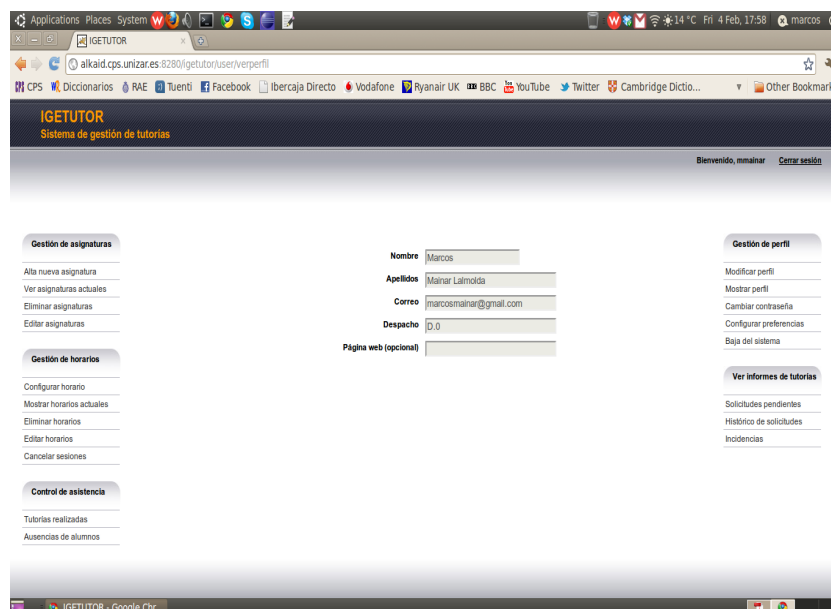 Applications Places System 14 °C Fri 4 Feb, 17:58 marcos
IGETUTOR
alkaid.cps.unizar.es:8280/igetutor/user/verperfil
CPS Diccionarios RAE Tuenti Facebook Ibercaja Directo Vodafone Ryanair UK BBC YouTube Twitter Cambridge Dictio... Other Bookmark
IGETUTOR
Sistema de gestión de tutorías
Bienvenido, mmainar Cerrar sesión
Gestión de asignaturas
Alta nueva asignatura
Ver asignaturas actuales
Eliminar asignaturas
Editar asignaturas
Gestión de horarios
Configurar horario
Mostrar horarios actuales
Eliminar horarios
Editar horarios
Cancelar sesiones
Control de asistencia
Tutorías realizadas
Ausencias de alumnos
Nombre Marcos
Apellidos Mainar Lalmolda
Correo marcosmainar@gmail.com
Despacho D.0
Página web (opcional)
Gestión de perfil
Modificar perfil
Mostrar perfil
Cambiar contraseña
Configurar preferencias
Baja del sistema
Ver informes de tutorías
Solicitudes pendientes
Histórico de solicitudes
Incidencias
IGETUTOR - Google Chr...